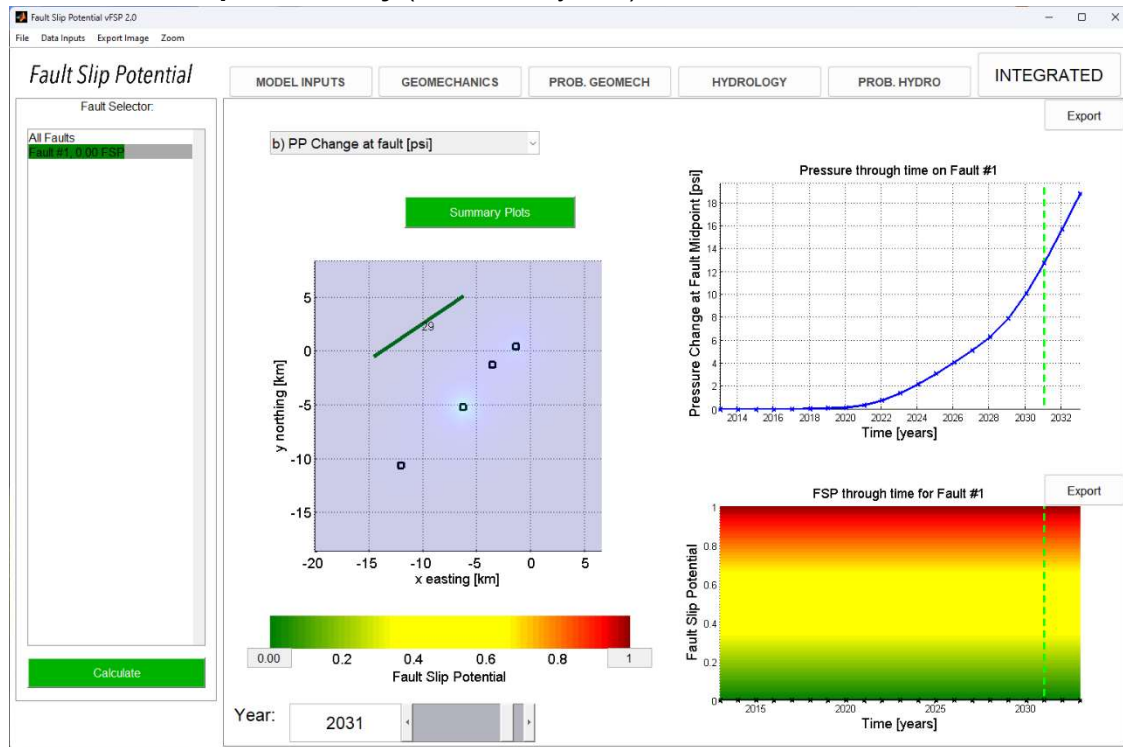 Fault Slip Potential vFSP 2.0
File Data Inputs Export Image Zoom
Fault Slip Potential
MODEL INPUTS GEOMECHANICS PROB. GEOMECH HYDROLOGY PROB. HYDRO INTEGRATED
Fault Selector:
All Faults
Fault #1, 0.00 FSP
Calculate
Export
b) PP Change at fault [psi]
Summary Plots
5
0
-5
-10
-15
y northing [km]
29
-20 -15 -10 -5 0 5
x easting [km]
0.00 0.2 0.4 0.6 0.8 1
Fault Slip Potential
Year: 2031
Pressure through time on Fault #1
Pressure Change at Fault Midpoint [psi]
18
16
14
12
10
8
6
4
2
0
2014 2016 2018 2020 2022 2024 2026 2028 2030 2032
Time [years]
Export
FSP through time for Fault #1
Fault Slip Potential
1
0.8
0.6
0.4
0.2
0
2015 2020 2025 2030
Time [years]